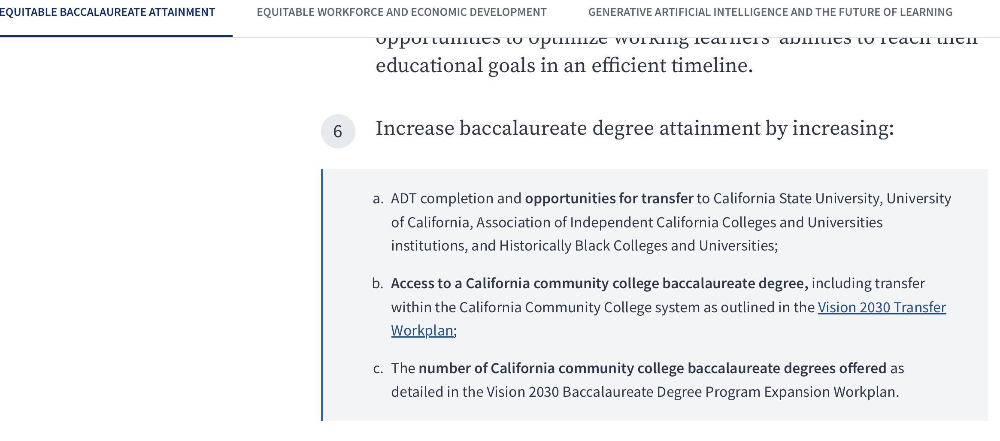 EQUITABLE BACCALAUREATE ATTAINMENT
EQUITABLE WORKFORCE AND ECONOMIC DEVELOPMENT
GENERATIVE ARTIFICIAL INTELLIGENCE AND THE FUTURE OF LEARNING
opportunities to optimize working learners' abilities to reach their
educational goals in an efficient timeline.
6 Increase baccalaureate degree attainment by increasing:
a. ADT completion and opportunities for transfer to California State University, University
of California, Association of Independent California Colleges and Universities
institutions, and Historically Black Colleges and Universities;
b. Access to a California community college baccalaureate degree, including transfer
within the California Community College system as outlined in the Vision 2030 Transfer
Workplan;
c. The number of California community college baccalaureate degrees offered as
detailed in the Vision 2030 Baccalaureate Degree Program Expansion Workplan.